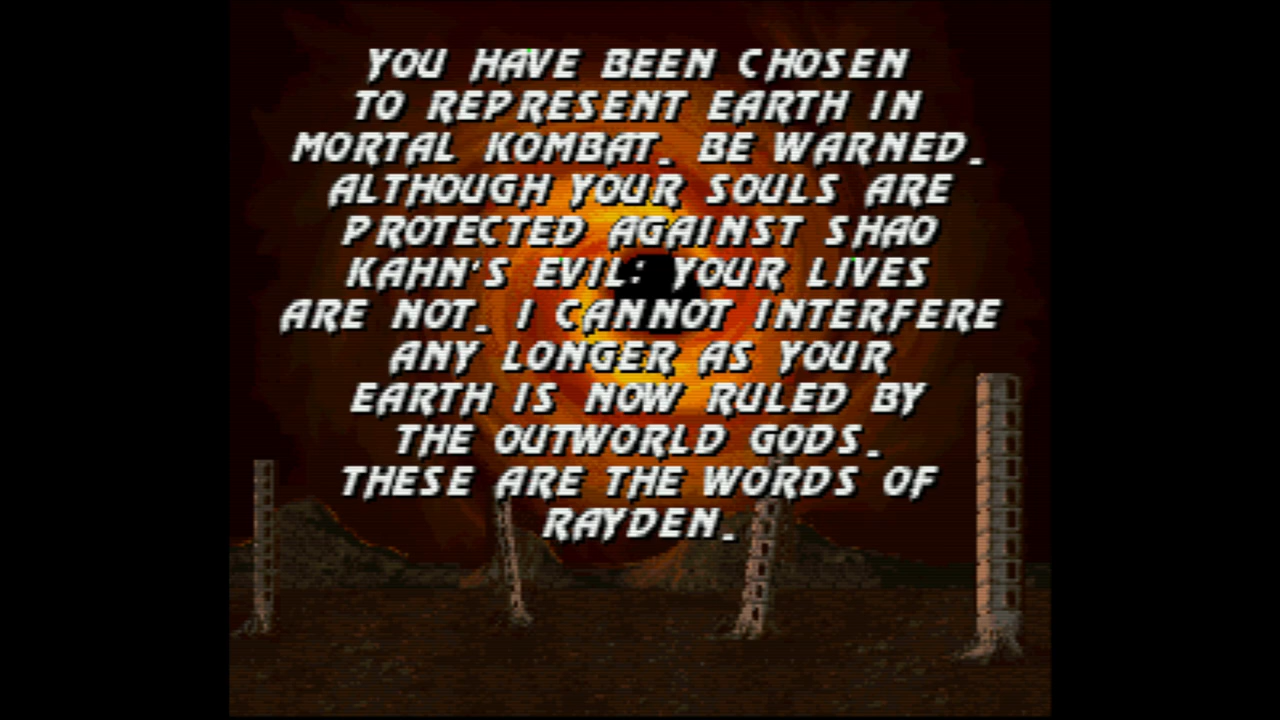 YOU HAVE BEEN CHOSEN
TO REPRESENT EARTH IN
MORTAL KOMBAT. BE WARNED.
ALTHOUGH YOUR SOULS ARE
PROTECTED AGAINST SHAO
KAHN'S EVIL: YOUR LIVES
ARE NOT. I CANNOT INTERFERE
ANY LONGER AS YOUR
EARTH IS NOW RULED BY
THE OUTWORLD GODS.
THESE ARE THE WORDS OF
RAYDEN.